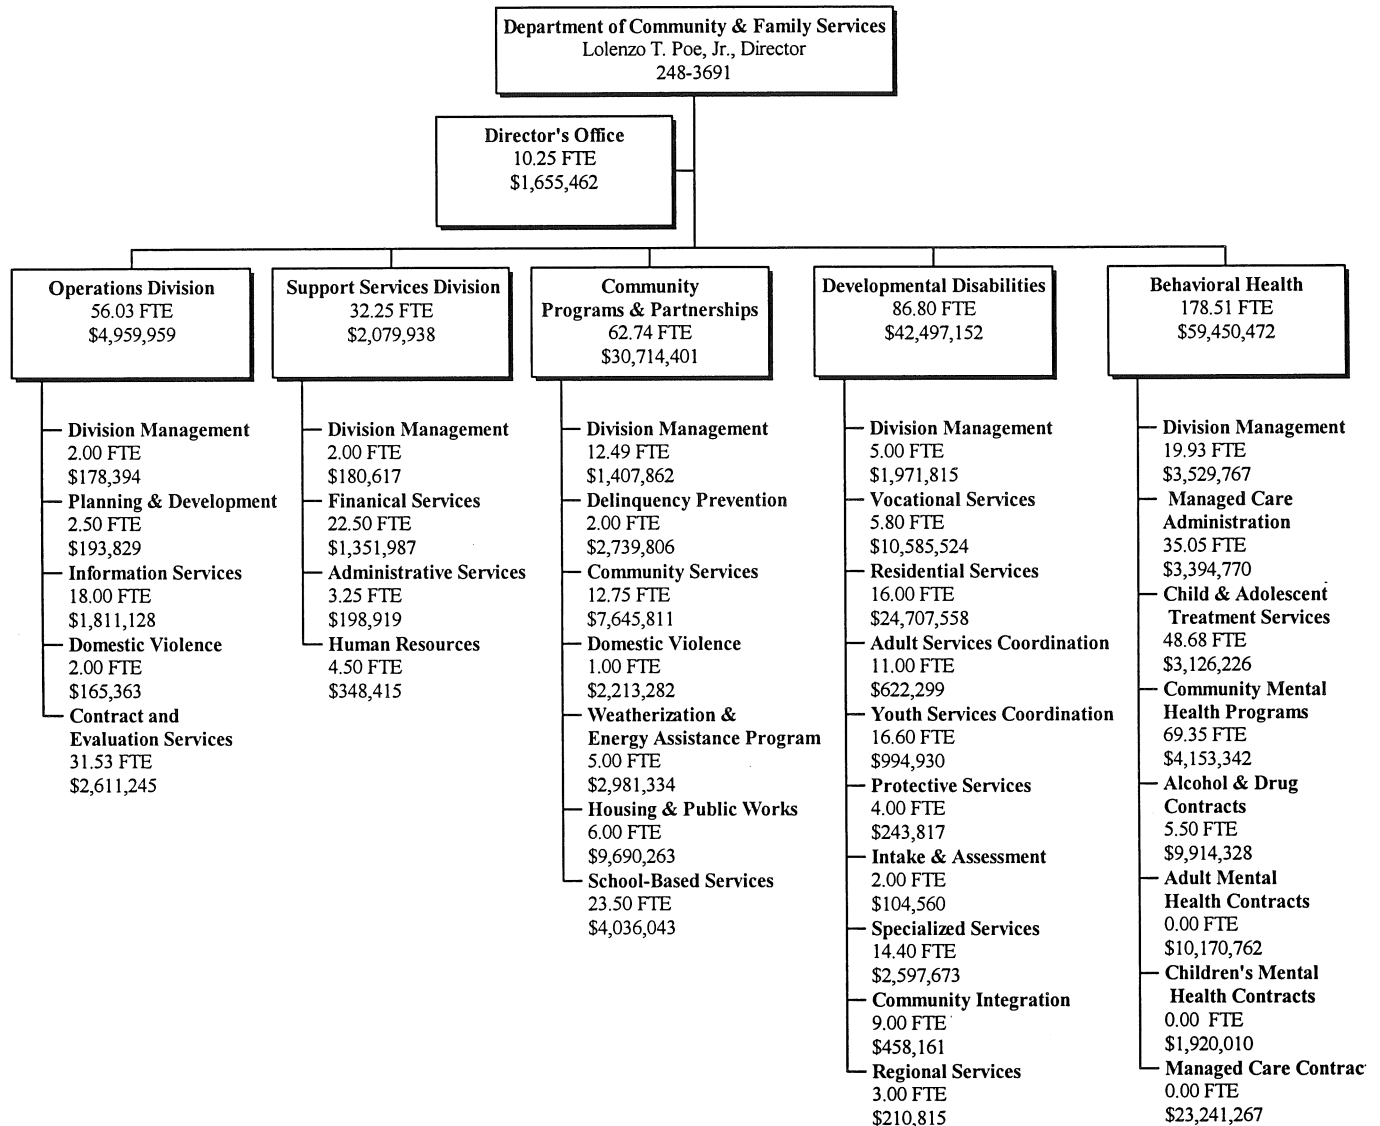 Department of Community & Family Services
Lolenzo T. Poe, Jr., Director
248-3691
Director's Office
10.25 FTE
$1,655,462
Operations Division
56.03 FTE
$4,959,959
Division Management
2.00 FTE
$178,394
Planning & Development
2.50 FTE
$193,829
Information Services
18.00 FTE
$1,811,128
Domestic Violence
2.00 FTE
$165,363
Contract and
Evaluation Services
31.53 FTE
$2,611,245
Support Services Division
32.25 FTE
$2,079,938
Division Management
2.00 FTE
$180,617
Finanical Services
22.50 FTE
$1,351,987
Administrative Services
3.25 FTE
$198,919
Human Resources
4.50 FTE
$348,415
Community
Programs & Partnerships
62.74 FTE
$30,714,401
Division Management
12.49 FTE
$1,407,862
Delinquency Prevention
2.00 FTE
$2,739,806
Community Services
12.75 FTE
$7,645,811
Domestic Violence
1.00 FTE
$2,213,282
Weatherization &
Energy Assistance Program
5.00 FTE
$2,981,334
Housing & Public Works
6.00 FTE
$9,690,263
School-Based Services
23.50 FTE
$4,036,043
Developmental Disabilities
86.80 FTE
$42,497,152
Division Management
5.00 FTE
$1,971,815
Vocational Services
5.80 FTE
$10,585,524
Residential Services
16.00 FTE
$24,707,558
Adult Services Coordination
11.00 FTE
$622,299
Youth Services Coordination
16.60 FTE
$994,930
Protective Services
4.00 FTE
$243,817
Intake & Assessment
2.00 FTE
$104,560
Specialized Services
14.40 FTE
$2,597,673
Community Integration
9.00 FTE
$458,161
Regional Services
3.00 FTE
$210,815
Behavioral Health
178.51 FTE
$59,450,472
Division Management
19.93 FTE
$3,529,767
Managed Care
Administration
35.05 FTE
$3,394,770
Child & Adolescent
Treatment Services
48.68 FTE
$3,126,226
Community Mental
Health Programs
69.35 FTE
$4,153,342
Alcohol & Drug
Contracts
5.50 FTE
$9,914,328
Adult Mental
Health Contracts
0.00 FTE
$10,170,762
Children's Mental
Health Contracts
0.00 FTE
$1,920,010
Managed Care Contrac
0.00 FTE
$23,241,267